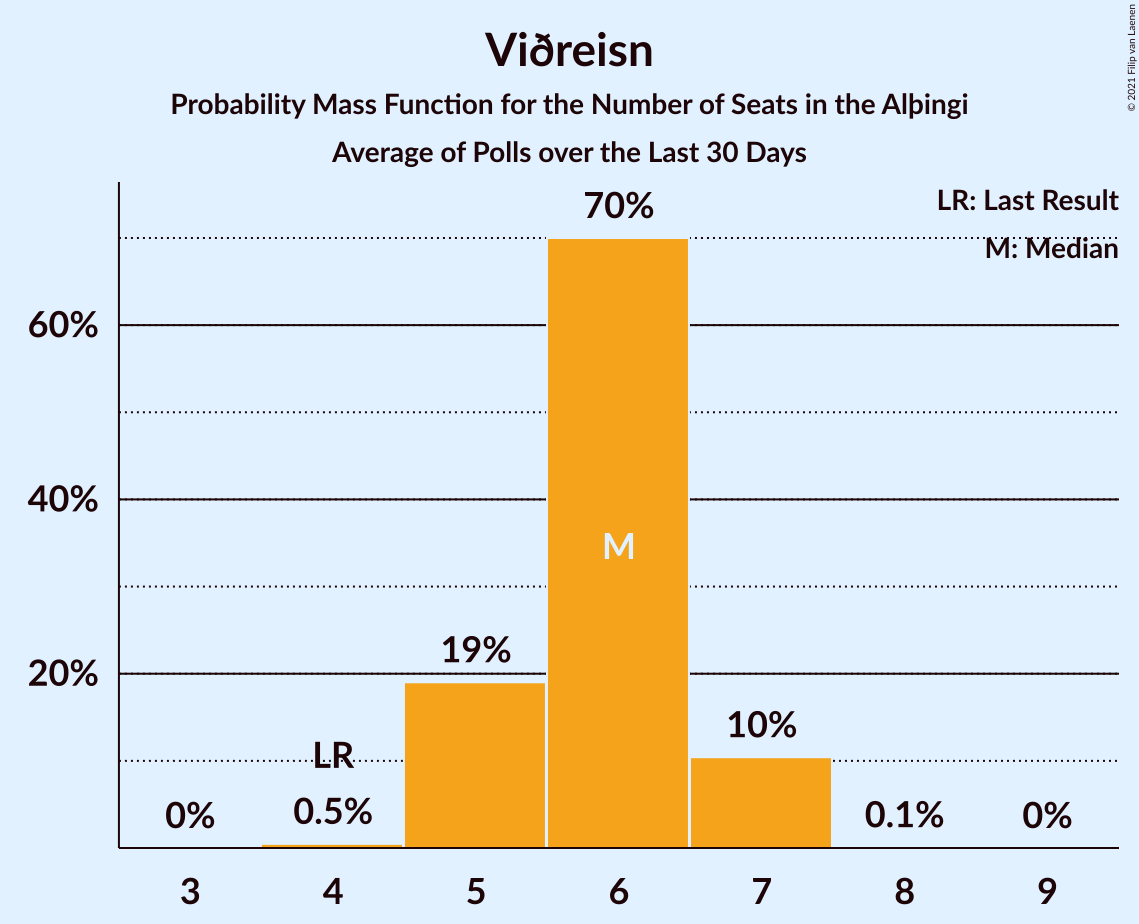 Viðreisn
Probability Mass Function for the Number of Seats in the Alþingi
Average of Polls over the Last 30 Days
© 2021 Filip van Laenen
LR: Last Result
M: Median
70%
60%
40%
20%
M
19%
10%
LR
0%
0.5%
0.1%
0%
3 4 5 6 7 8 9